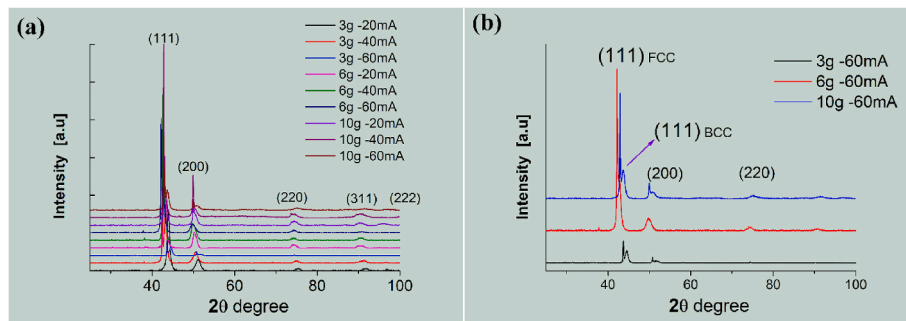 (a)
(111)
(200)
(220)
(311)
(222)
3g -20mA
3g -40mA
3g -60mA
6g -20mA
6g -40mA
6g -60mA
10g -20mA
10g -40mA
10g -60mA
Intensity [a.u]
40 60 80 100
2θ degree
(b)
(111) FCC
(111) BCC
(200)
(220)
3g -60mA
6g -60mA
10g -60mA
Intensity [a.u]
40 60 80 100
2θ degree